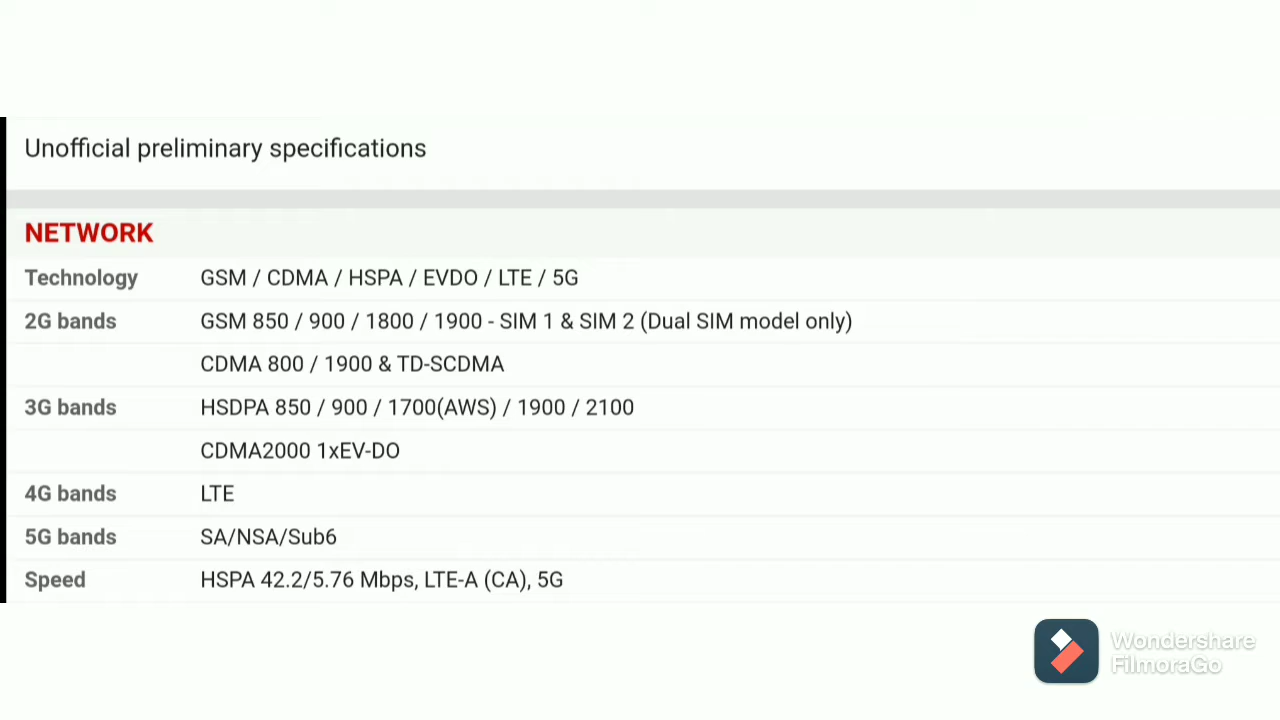 Unofficial preliminary specifications
NETWORK
Technology GSM / CDMA / HSPA / EVDO / LTE / 5G
2G bands GSM 850 / 900 / 1800 / 1900 - SIM 1 & SIM 2 (Dual SIM model only)
CDMA 800 / 1900 & TD-SCDMA
3G bands HSDPA 850 / 900 / 1700(AWS) / 1900 / 2100
CDMA2000 1xEV-DO
4G bands LTE
5G bands SA/NSA/Sub6
Speed HSPA 42.2/5.76 Mbps, LTE-A (CA), 5G
Wondershare
FilmoraGo